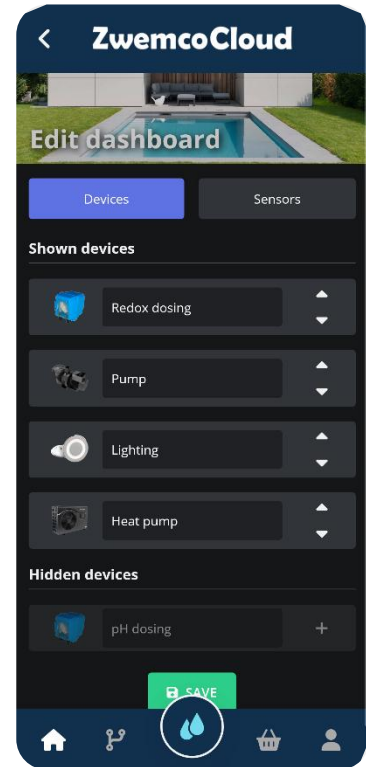 ZwemcoCloud
Edit dashboard
Devices
Sensors
Shown devices
Redox dosing
Pump
Lighting
Heat pump
Hidden devices
pH dosing
SAVE